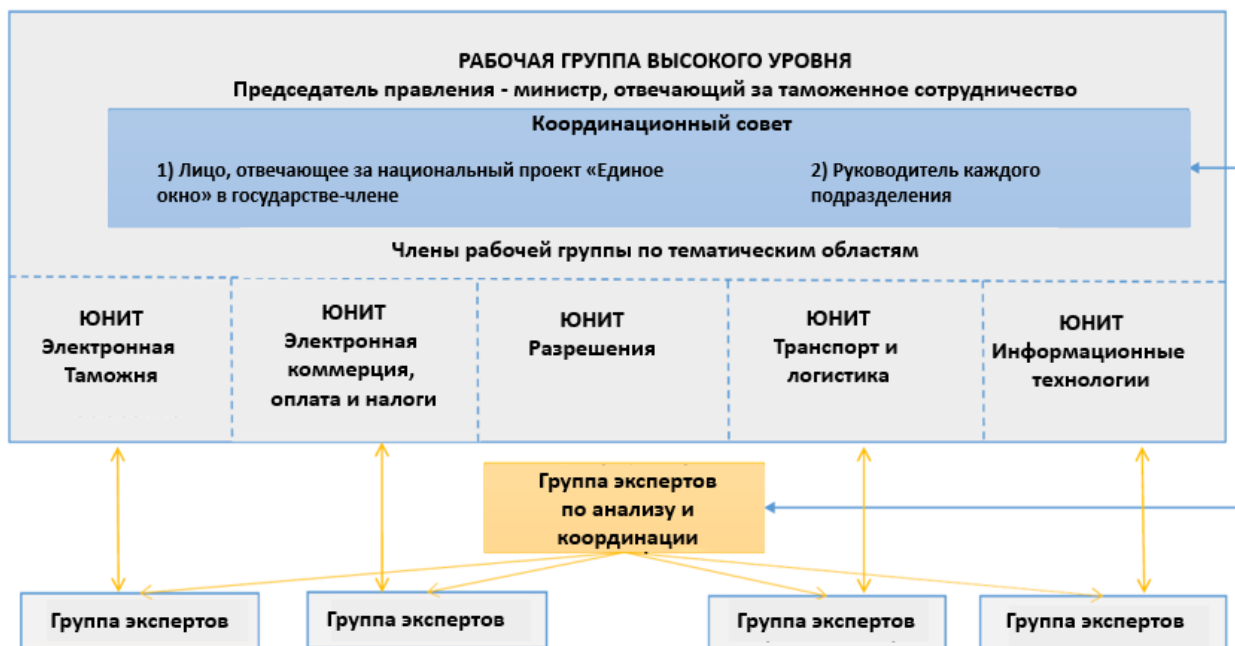 РАБОЧАЯ ГРУППА ВЫСОКОГО УРОВНЯ
Председатель правления - министр, отвечающий за таможенное сотрудничество
Координационный совет
1) Лицо, отвечающее за национальный проект «Единое
окно» в государстве-члене
2) Руководитель каждого
подразделения
Члены рабочей группы по тематическим областям
ЮНИТ
Электронная
Таможня
ЮНИТ
Электронная
коммерция,
оплата и налоги
ЮНИТ
Разрешения
ЮНИТ
Транспорт и
логистика
ЮНИТ
Информационные
технологии
Группа экспертов
по анализу и
координации
Группа экспертов
Группа экспертов
Группа экспертов
Группа экспертов